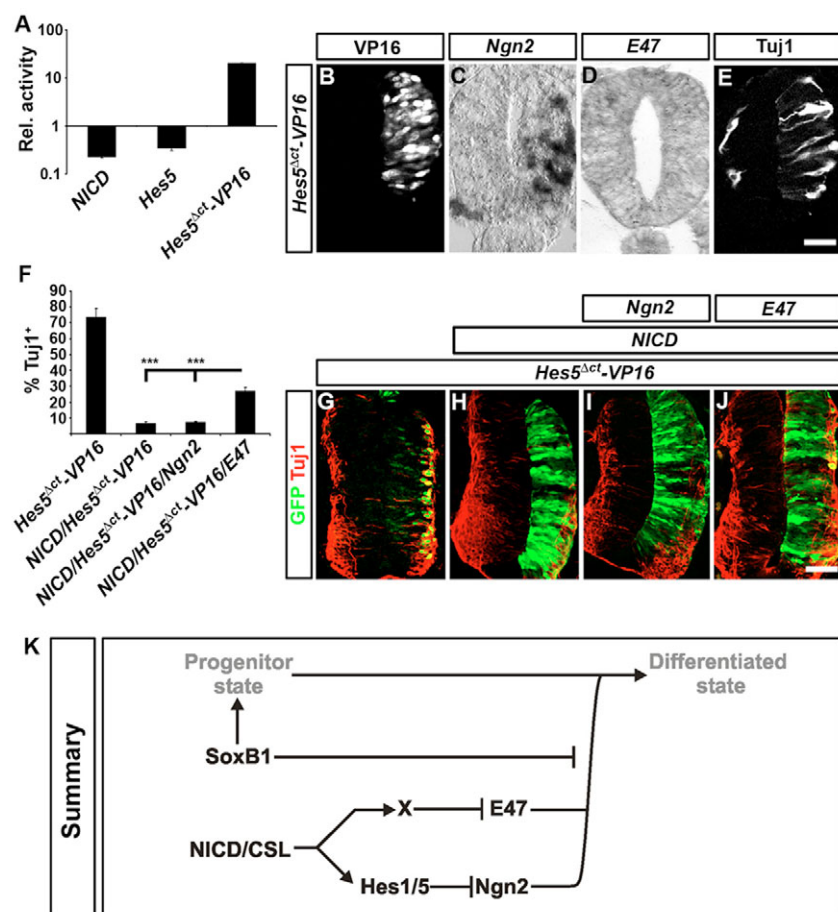 A
Rel. activity
100
10
1
0.1
NICD
Hes5
Hes5Δct-VP16
VP16
Ngn2
E47
Tuj1
Hes5Δct-VP16
B
C
D
E
F
% Tuj1+
90
80
70
60
50
40
30
20
10
***
***
Hes5Δct-VP16
NICD/Hes5Δct-VP16
NICD/Hes5Δct-VP16/Ngn2
NICD/Hes5Δct-VP16/E47
Ngn2
E47
NICD
Hes5Δct-VP16
GFP Tuj1
G
H
I
J
K
Summary
Progenitor
state
Differentiated
state
SoxB1
X
E47
NICD/CSL
Hes1/5
Ngn2